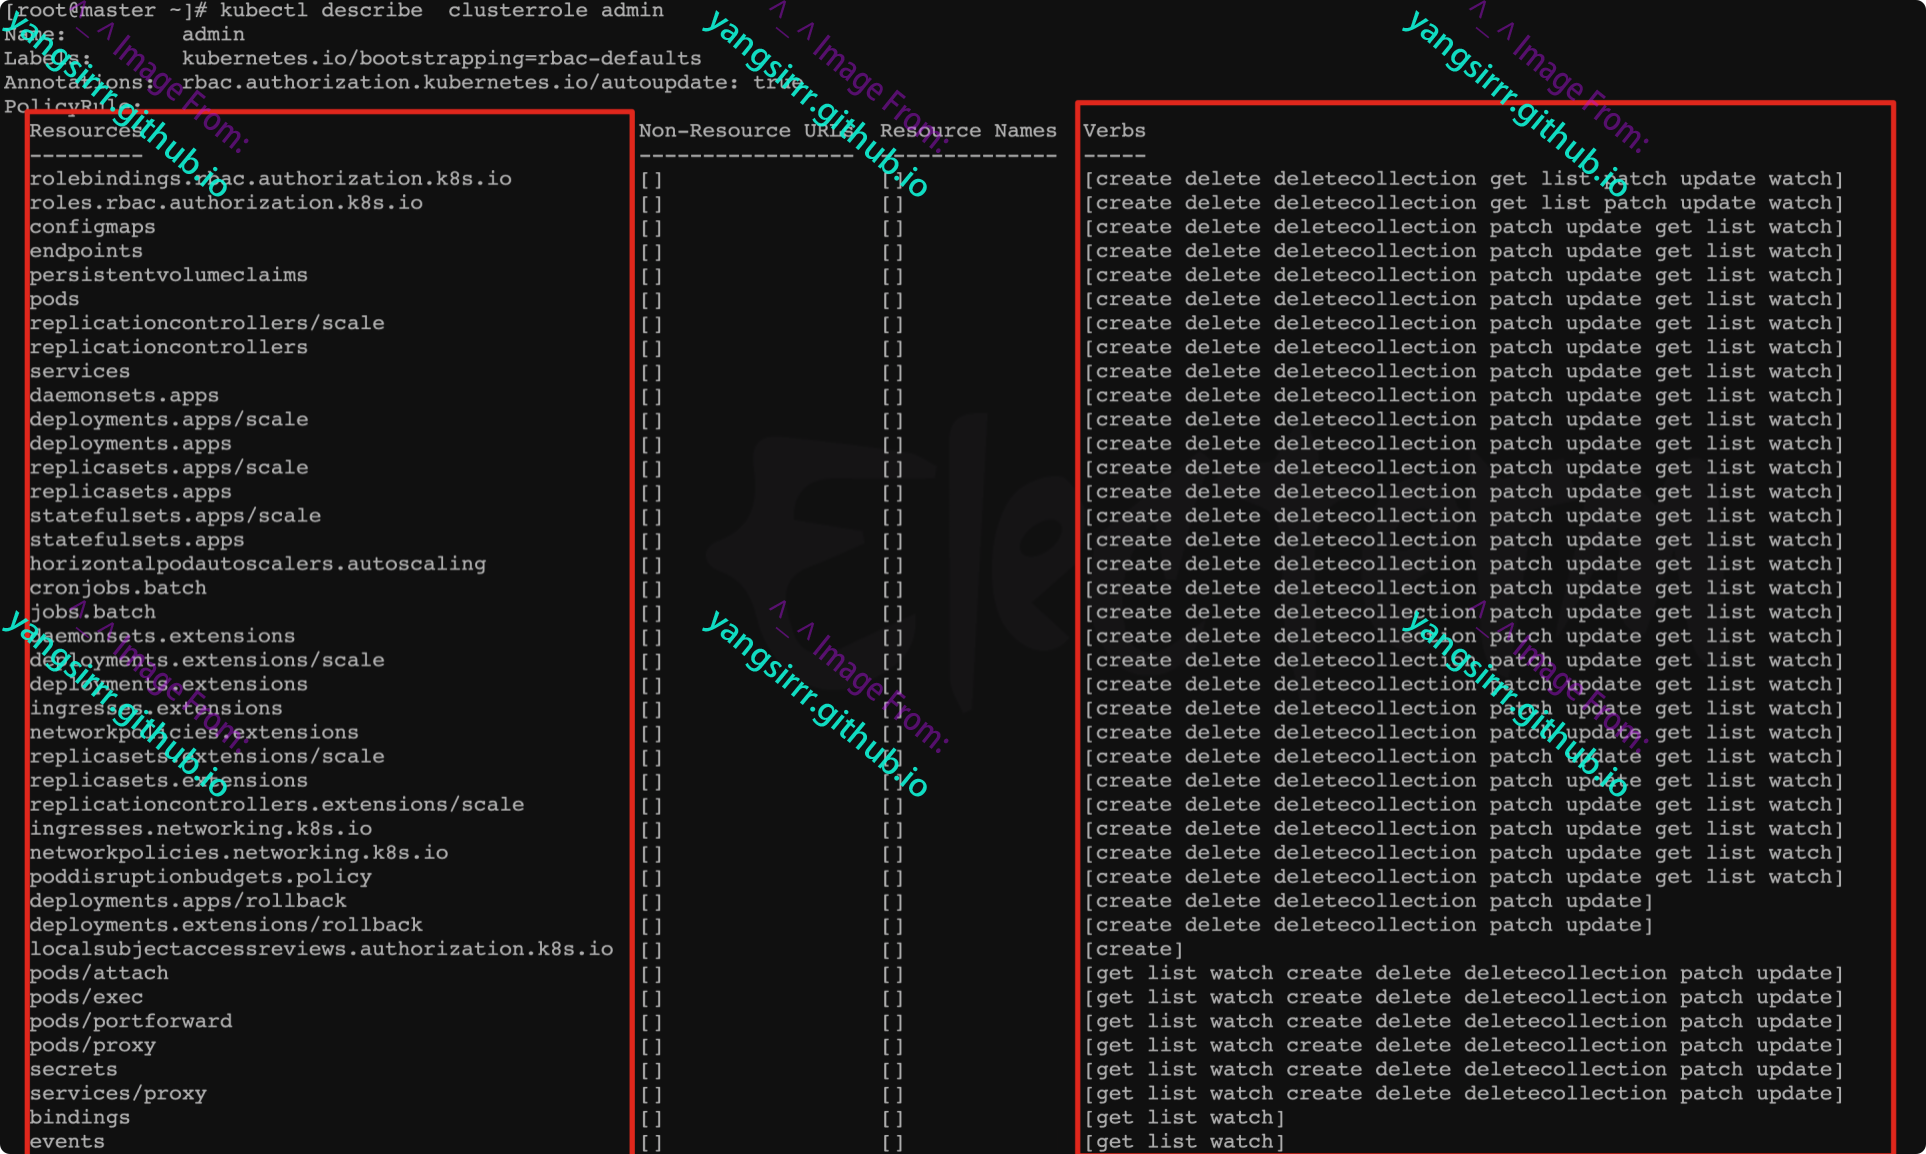 [root@master ~]# kubectl describe  clusterrole admin
Name:         admin
Labels:       kubernetes.io/bootstrapping=rbac-defaults
Annotations:  rbac.authorization.kubernetes.io/autoupdate: true
PolicyRule:
Resources  Non-Resource URLs  Resource Names  Verbs
---------  -----------------  --------------  -----
rolebindings.rbac.authorization.k8s.io  []  []  [create delete deletecollection get list patch update watch]
roles.rbac.authorization.k8s.io  []  []  [create delete deletecollection get list patch update watch]
configmaps  []  []  [create delete deletecollection patch update get list watch]
endpoints  []  []  [create delete deletecollection patch update get list watch]
persistentvolumeclaims  []  []  [create delete deletecollection patch update get list watch]
pods  []  []  [create delete deletecollection patch update get list watch]
replicationcontrollers/scale  []  []  [create delete deletecollection patch update get list watch]
replicationcontrollers  []  []  [create delete deletecollection patch update get list watch]
services  []  []  [create delete deletecollection patch update get list watch]
daemonsets.apps  []  []  [create delete deletecollection patch update get list watch]
deployments.apps/scale  []  []  [create delete deletecollection patch update get list watch]
deployments.apps  []  []  [create delete deletecollection patch update get list watch]
replicasets.apps/scale  []  []  [create delete deletecollection patch update get list watch]
replicasets.apps  []  []  [create delete deletecollection patch update get list watch]
statefulsets.apps/scale  []  []  [create delete deletecollection patch update get list watch]
statefulsets.apps  []  []  [create delete deletecollection patch update get list watch]
horizontalpodautoscalers.autoscaling  []  []  [create delete deletecollection patch update get list watch]
cronjobs.batch  []  []  [create delete deletecollection patch update get list watch]
jobs.batch  []  []  [create delete deletecollection patch update get list watch]
daemonsets.extensions  []  []  [create delete deletecollection patch update get list watch]
deployments.extensions/scale  []  []  [create delete deletecollection patch update get list watch]
deployments.extensions  []  []  [create delete deletecollection patch update get list watch]
ingresses.extensions  []  []  [create delete deletecollection patch update get list watch]
networkpolicies.extensions  []  []  [create delete deletecollection patch update get list watch]
replicasets.extensions/scale  []  []  [create delete deletecollection patch update get list watch]
replicasets.extensions  []  []  [create delete deletecollection patch update get list watch]
replicationcontrollers.extensions/scale  []  []  [create delete deletecollection patch update get list watch]
ingresses.networking.k8s.io  []  []  [create delete deletecollection patch update get list watch]
networkpolicies.networking.k8s.io  []  []  [create delete deletecollection patch update get list watch]
poddisruptionbudgets.policy  []  []  [create delete deletecollection patch update get list watch]
deployments.apps/rollback  []  []  [create delete deletecollection patch update]
deployments.extensions/rollback  []  []  [create delete deletecollection patch update]
localsubjectaccessreviews.authorization.k8s.io  []  []  [create]
pods/attach  []  []  [get list watch create delete deletecollection patch update]
pods/exec  []  []  [get list watch create delete deletecollection patch update]
pods/portforward  []  []  [get list watch create delete deletecollection patch update]
pods/proxy  []  []  [get list watch create delete deletecollection patch update]
secrets  []  []  [get list watch create delete deletecollection patch update]
services/proxy  []  []  [get list watch create delete deletecollection patch update]
bindings  []  []  [get list watch]
events  []  []  [get list watch]
^_^ Image From:
yangsirrr.github.io
^_^ Image From:
yangsirrr.github.io
^_^ Image From:
yangsirrr.github.io
^_^ Image From:
yangsirrr.github.io
^_^ Image From:
yangsirrr.github.io
^_^ Image From:
yangsirrr.github.io